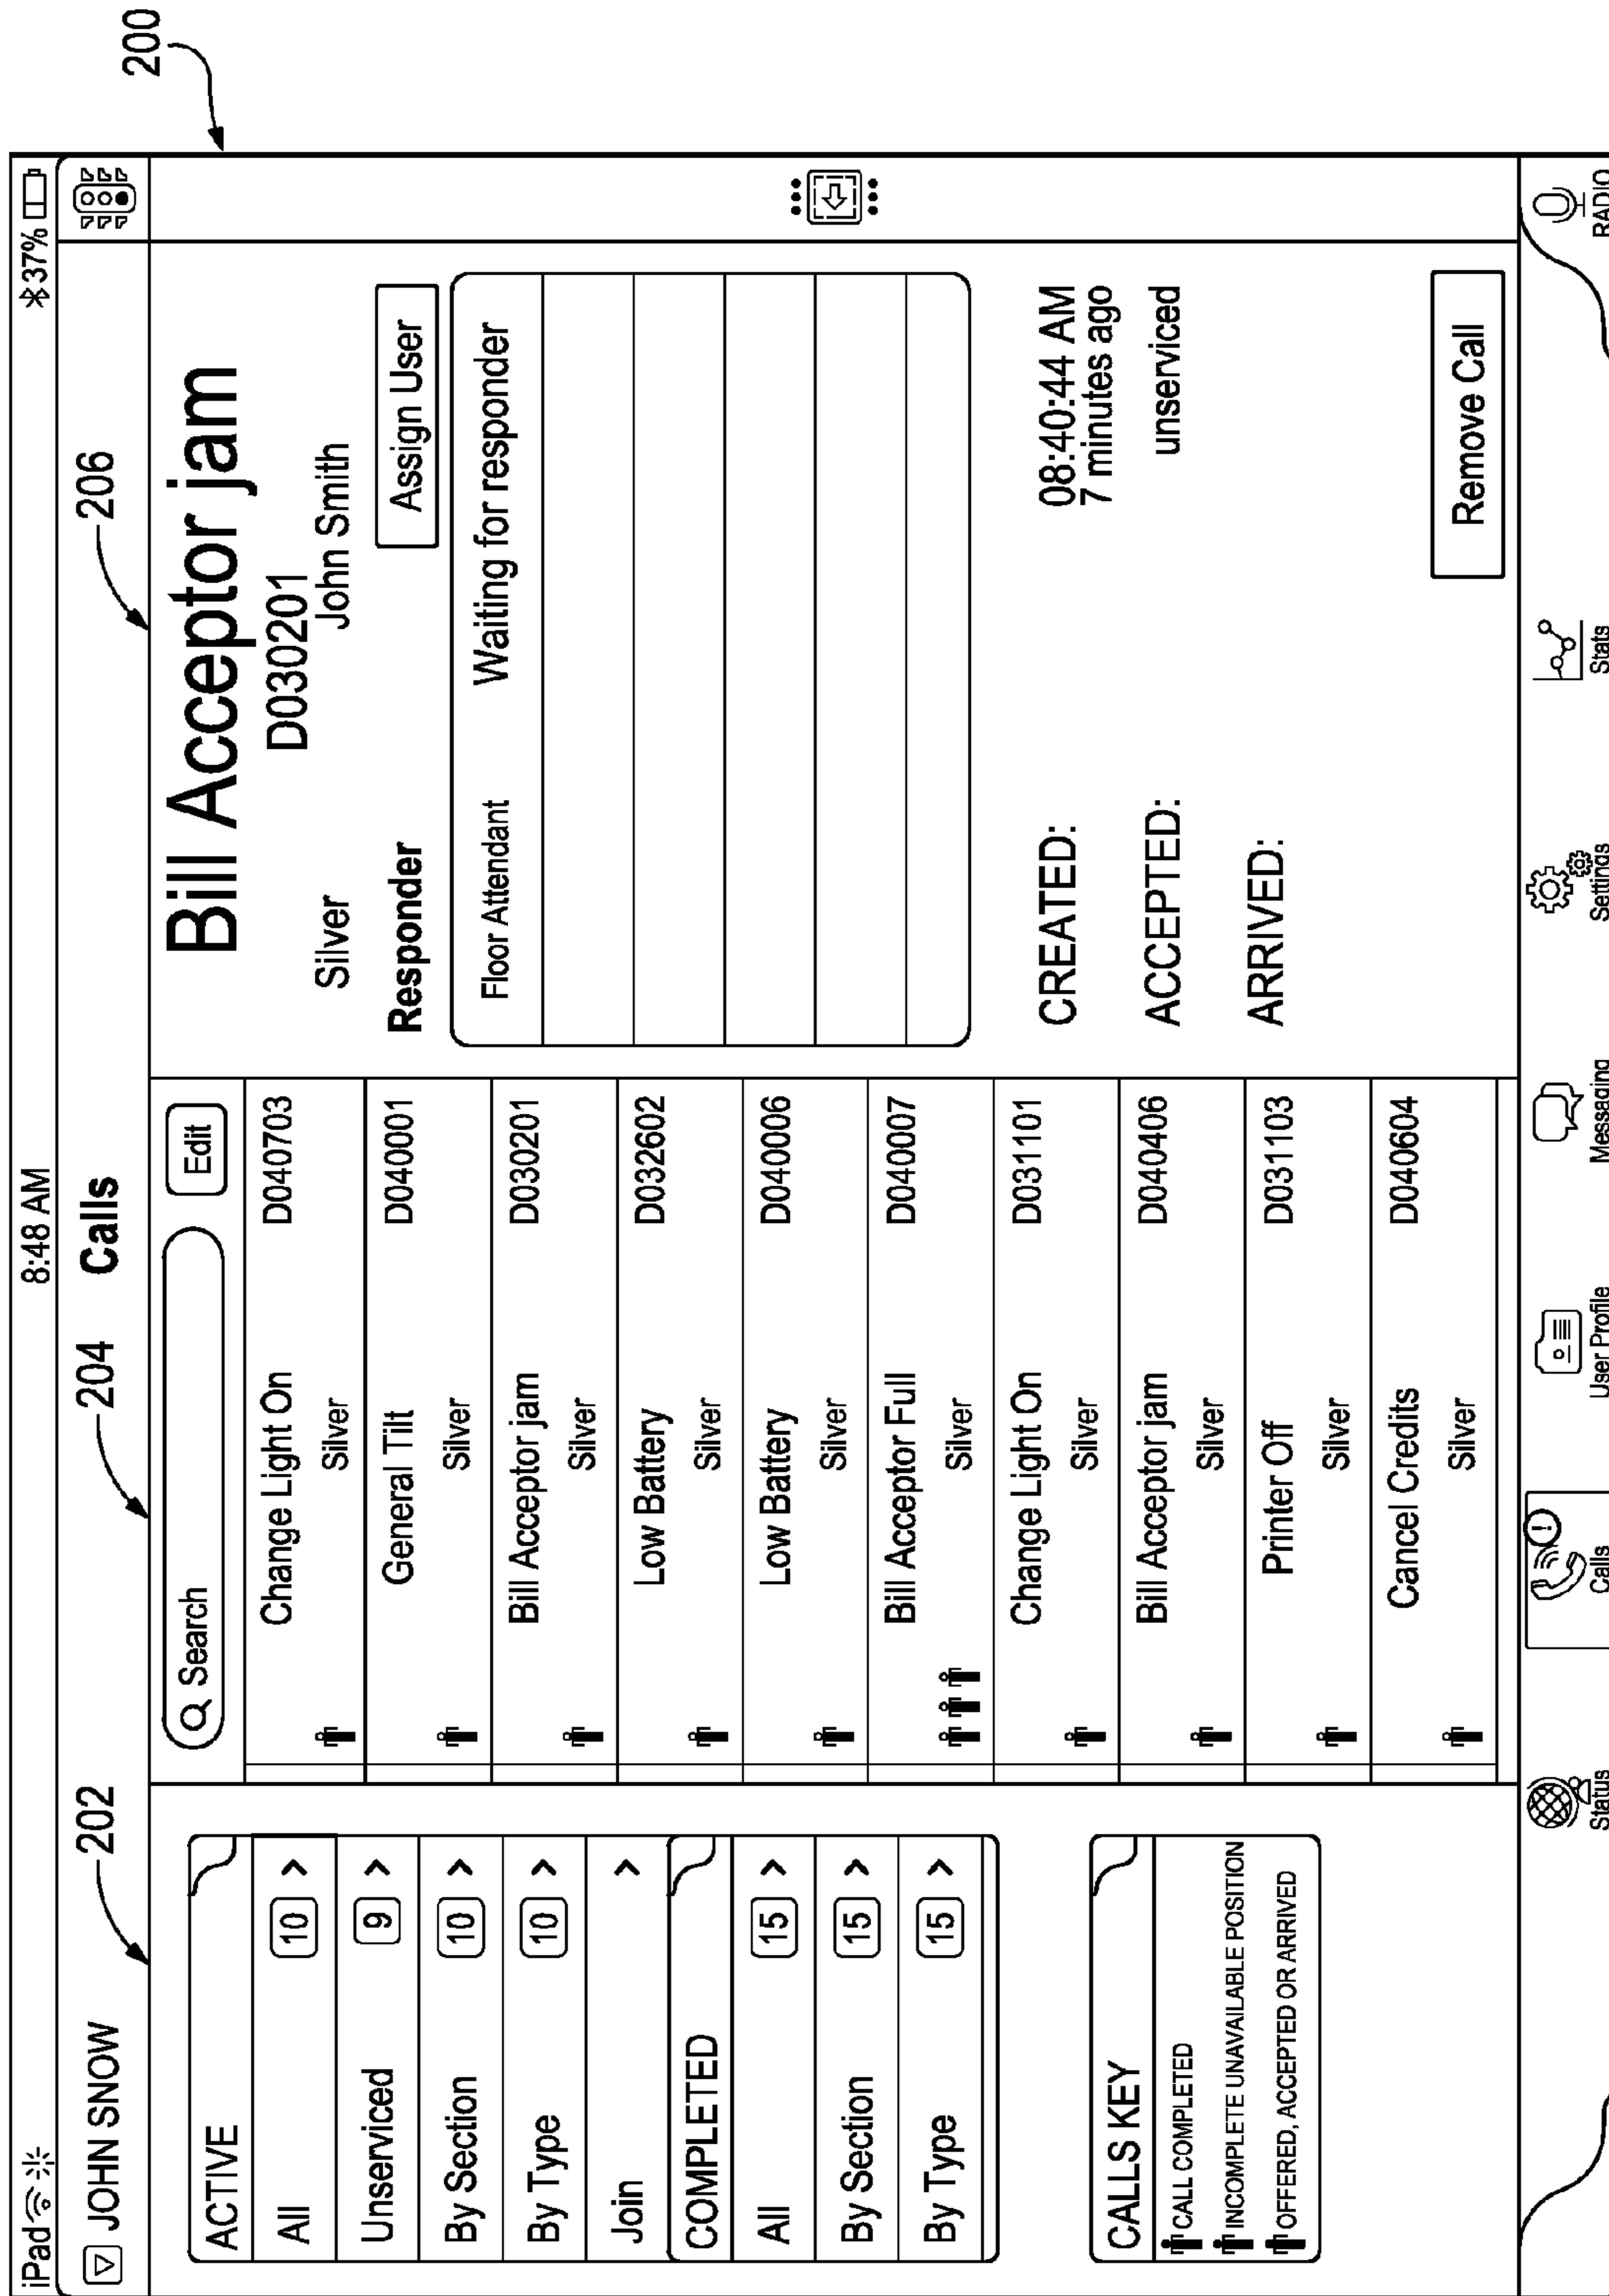 200
iPad 8:48 AM 37%
JOHN SNOW 202 204 Calls 206
ACTIVE
All 10 >
Unserviced 9 >
By Section 10 >
By Type 10 >
Join >
COMPLETED
All 15 >
By Section 15 >
By Type 15 >
CALLS KEY
CALL COMPLETED
INCOMPLETE UNAVAILABLE POSITION
OFFERED, ACCEPTED OR ARRIVED
Search Edit
Change Light On D040703
Silver
General Tilt D040001
Silver
Bill Acceptor jam D030201
Silver
Low Battery D032602
Silver
Low Battery D040006
Silver
Bill Acceptor Full D040007
Silver
Change Light On D031101
Silver
Bill Acceptor jam D040406
Silver
Printer Off D031103
Silver
Cancel Credits D040604
Silver
Bill Acceptor jam
D030201
Silver John Smith
Responder Assign User
Floor Attendant Waiting for responder
CREATED: 08:40:44 AM
7 minutes ago
ACCEPTED: unserviced
ARRIVED:
Remove Call
Status Calls User Profile Messaging Settings Stats RADIO